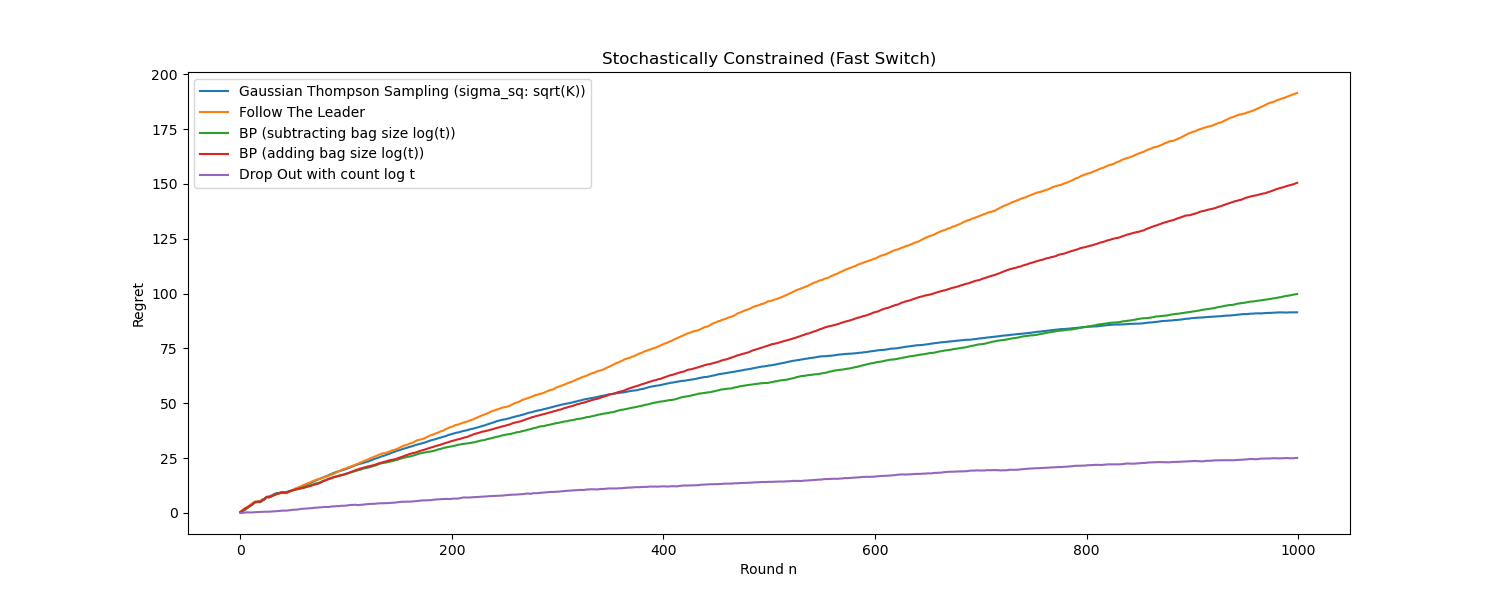 Stochastically Constrained (Fast Switch)
Gaussian Thompson Sampling (sigma_sq: sqrt(K))
Follow The Leader
BP (subtracting bag size log(t))
BP (adding bag size log(t))
Drop Out with count log t
200
175
150
125
100
75
50
25
0
Regret
0 200 400 600 800 1000
Round n